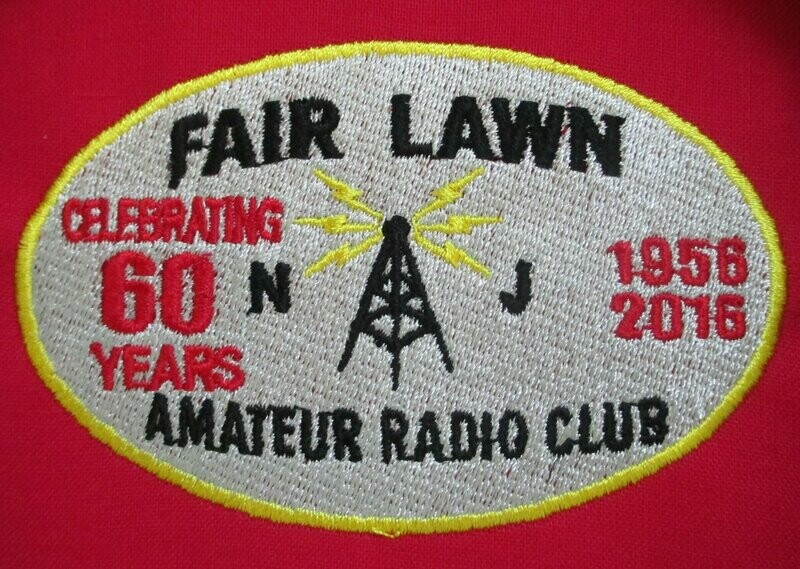 FAIR LAWN
CELEBRATING
60
YEARS
N J
1956
2016
AMATEUR RADIO CLUB